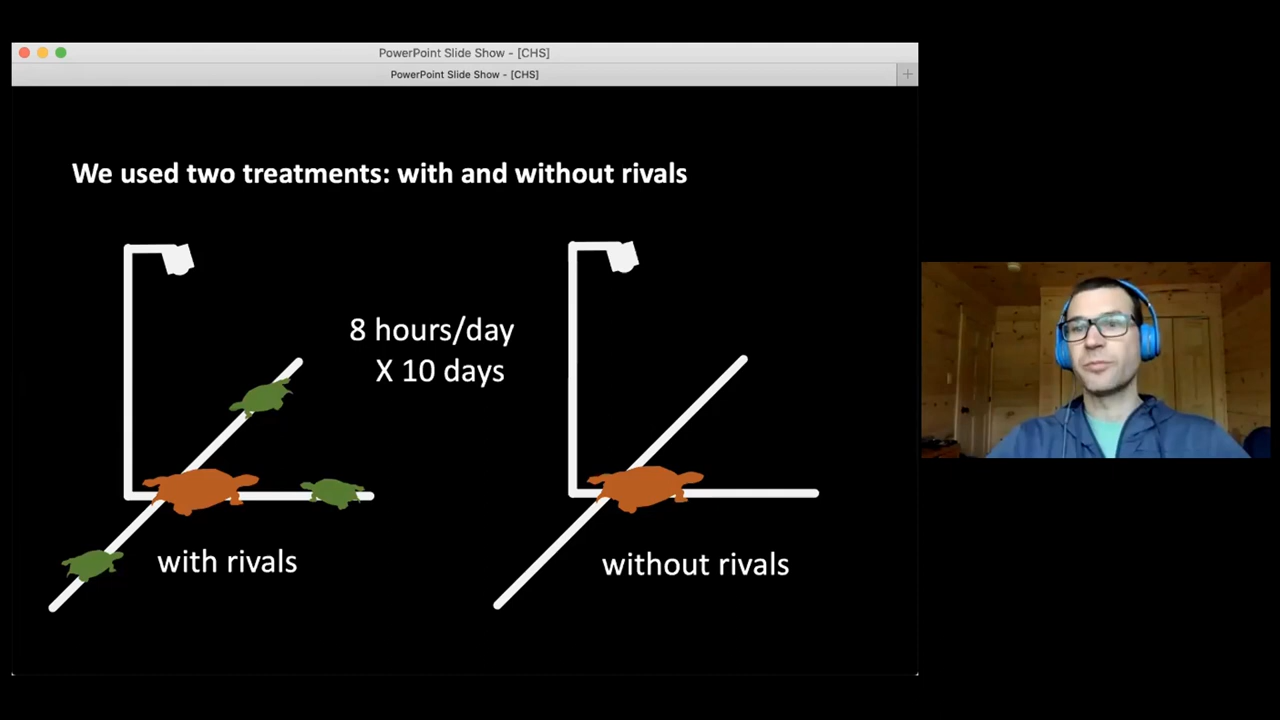 PowerPoint Slide Show - [CHS]
PowerPoint Slide Show - [CHS]
We used two treatments: with and without rivals
8 hours/day
X 10 days
with rivals
without rivals